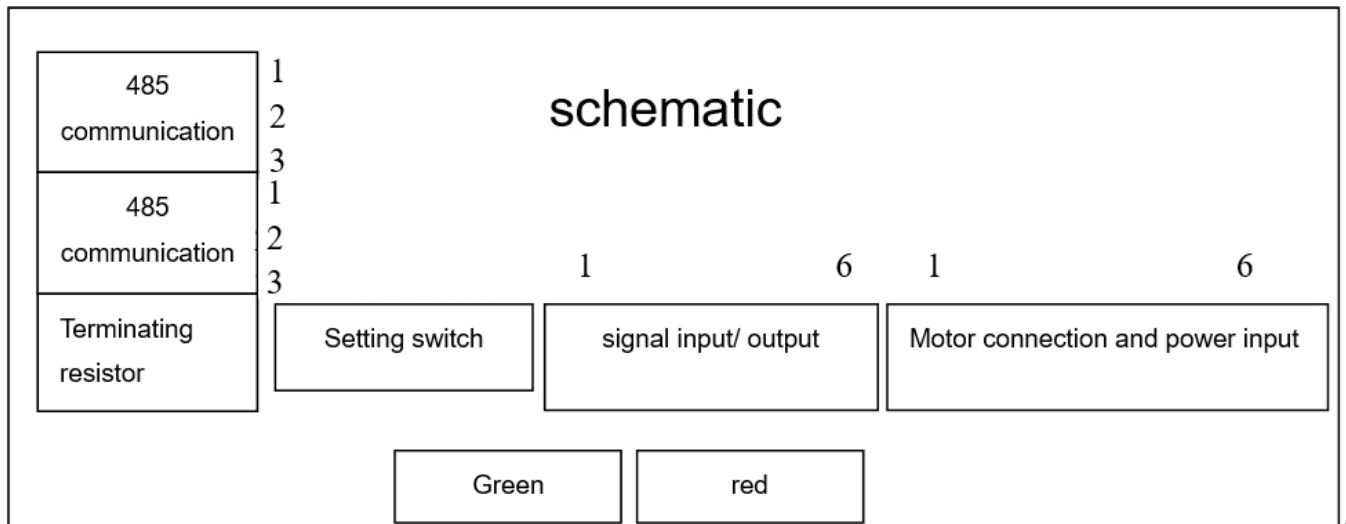 schematic
485
communication
1
2
3
485
communication
1
2
3
Terminating
resistor
Setting switch
1 6
signal input/ output
1 6
Motor connection and power input
Green
red